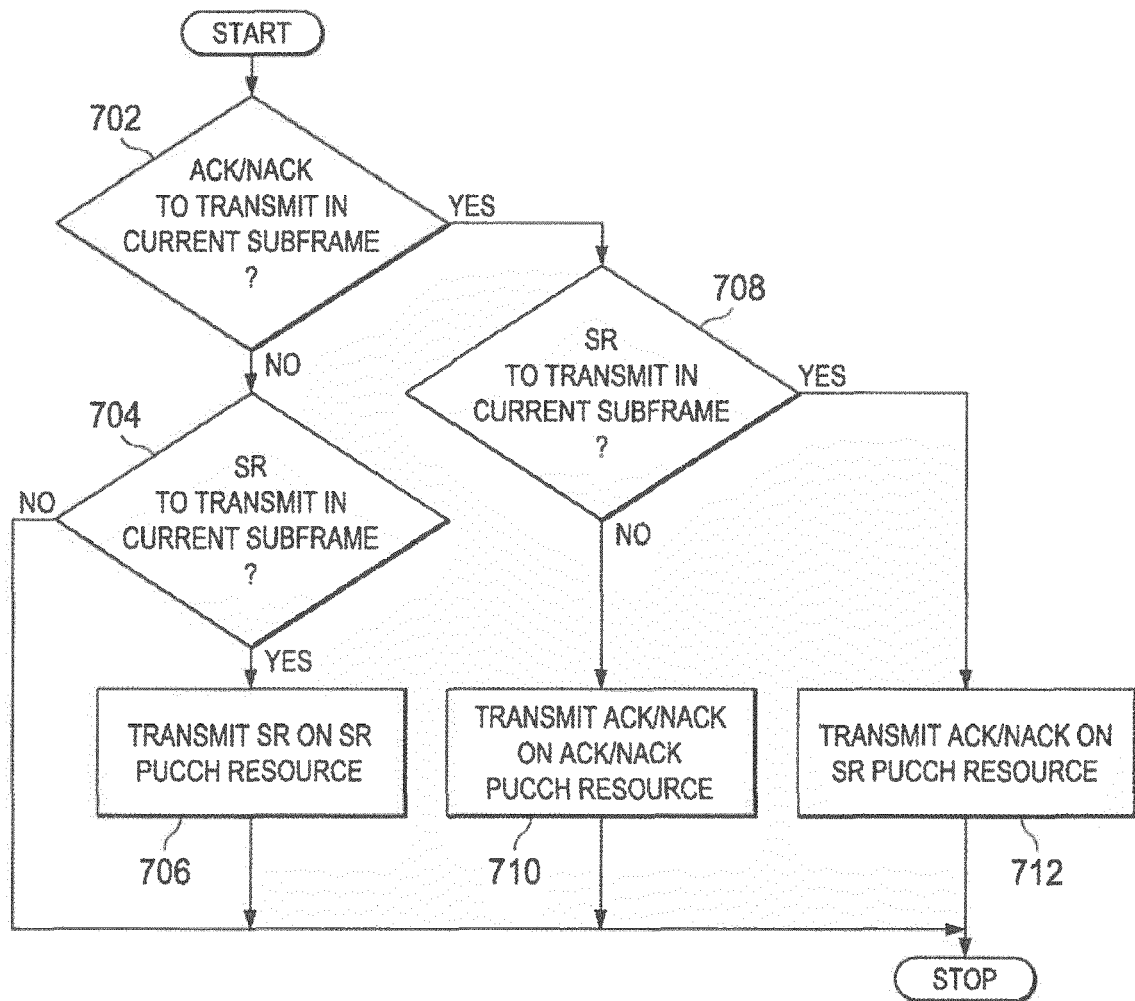 START
702
ACK/NACK
TO TRANSMIT IN
CURRENT SUBFRAME
?
YES
NO
708
SR
TO TRANSMIT IN
CURRENT SUBFRAME
?
YES
NO
704
SR
TO TRANSMIT IN
CURRENT SUBFRAME
?
NO
YES
TRANSMIT SR ON SR
PUCCH RESOURCE
706
TRANSMIT ACK/NACK
ON ACK/NACK
PUCCH RESOURCE
710
TRANSMIT ACK/NACK ON
SR PUCCH RESOURCE
712
STOP